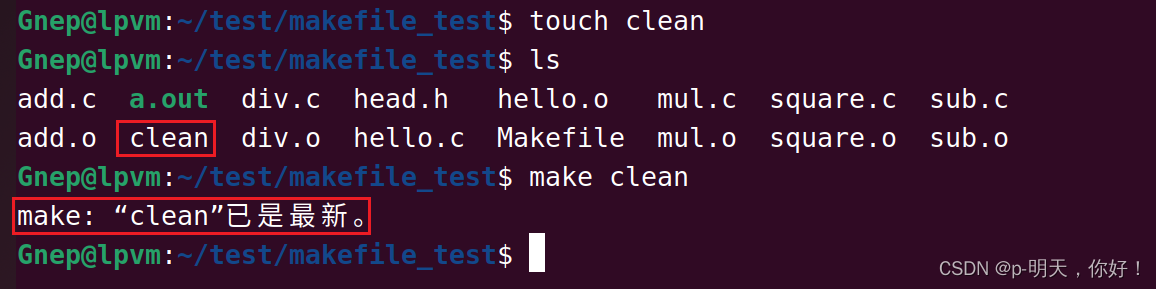 Gnep@lpvm:~/test/makefile_test$ touch clean
Gnep@lpvm:~/test/makefile_test$ ls
add.c a.out div.c head.h hello.o mul.c square.c sub.c
add.o clean div.o hello.c Makefile mul.o square.o sub.o
Gnep@lpvm:~/test/makefile_test$ make clean
make: “clean”已是最新。
Gnep@lpvm:~/test/makefile_test$
CSDN @p-明天，你好！